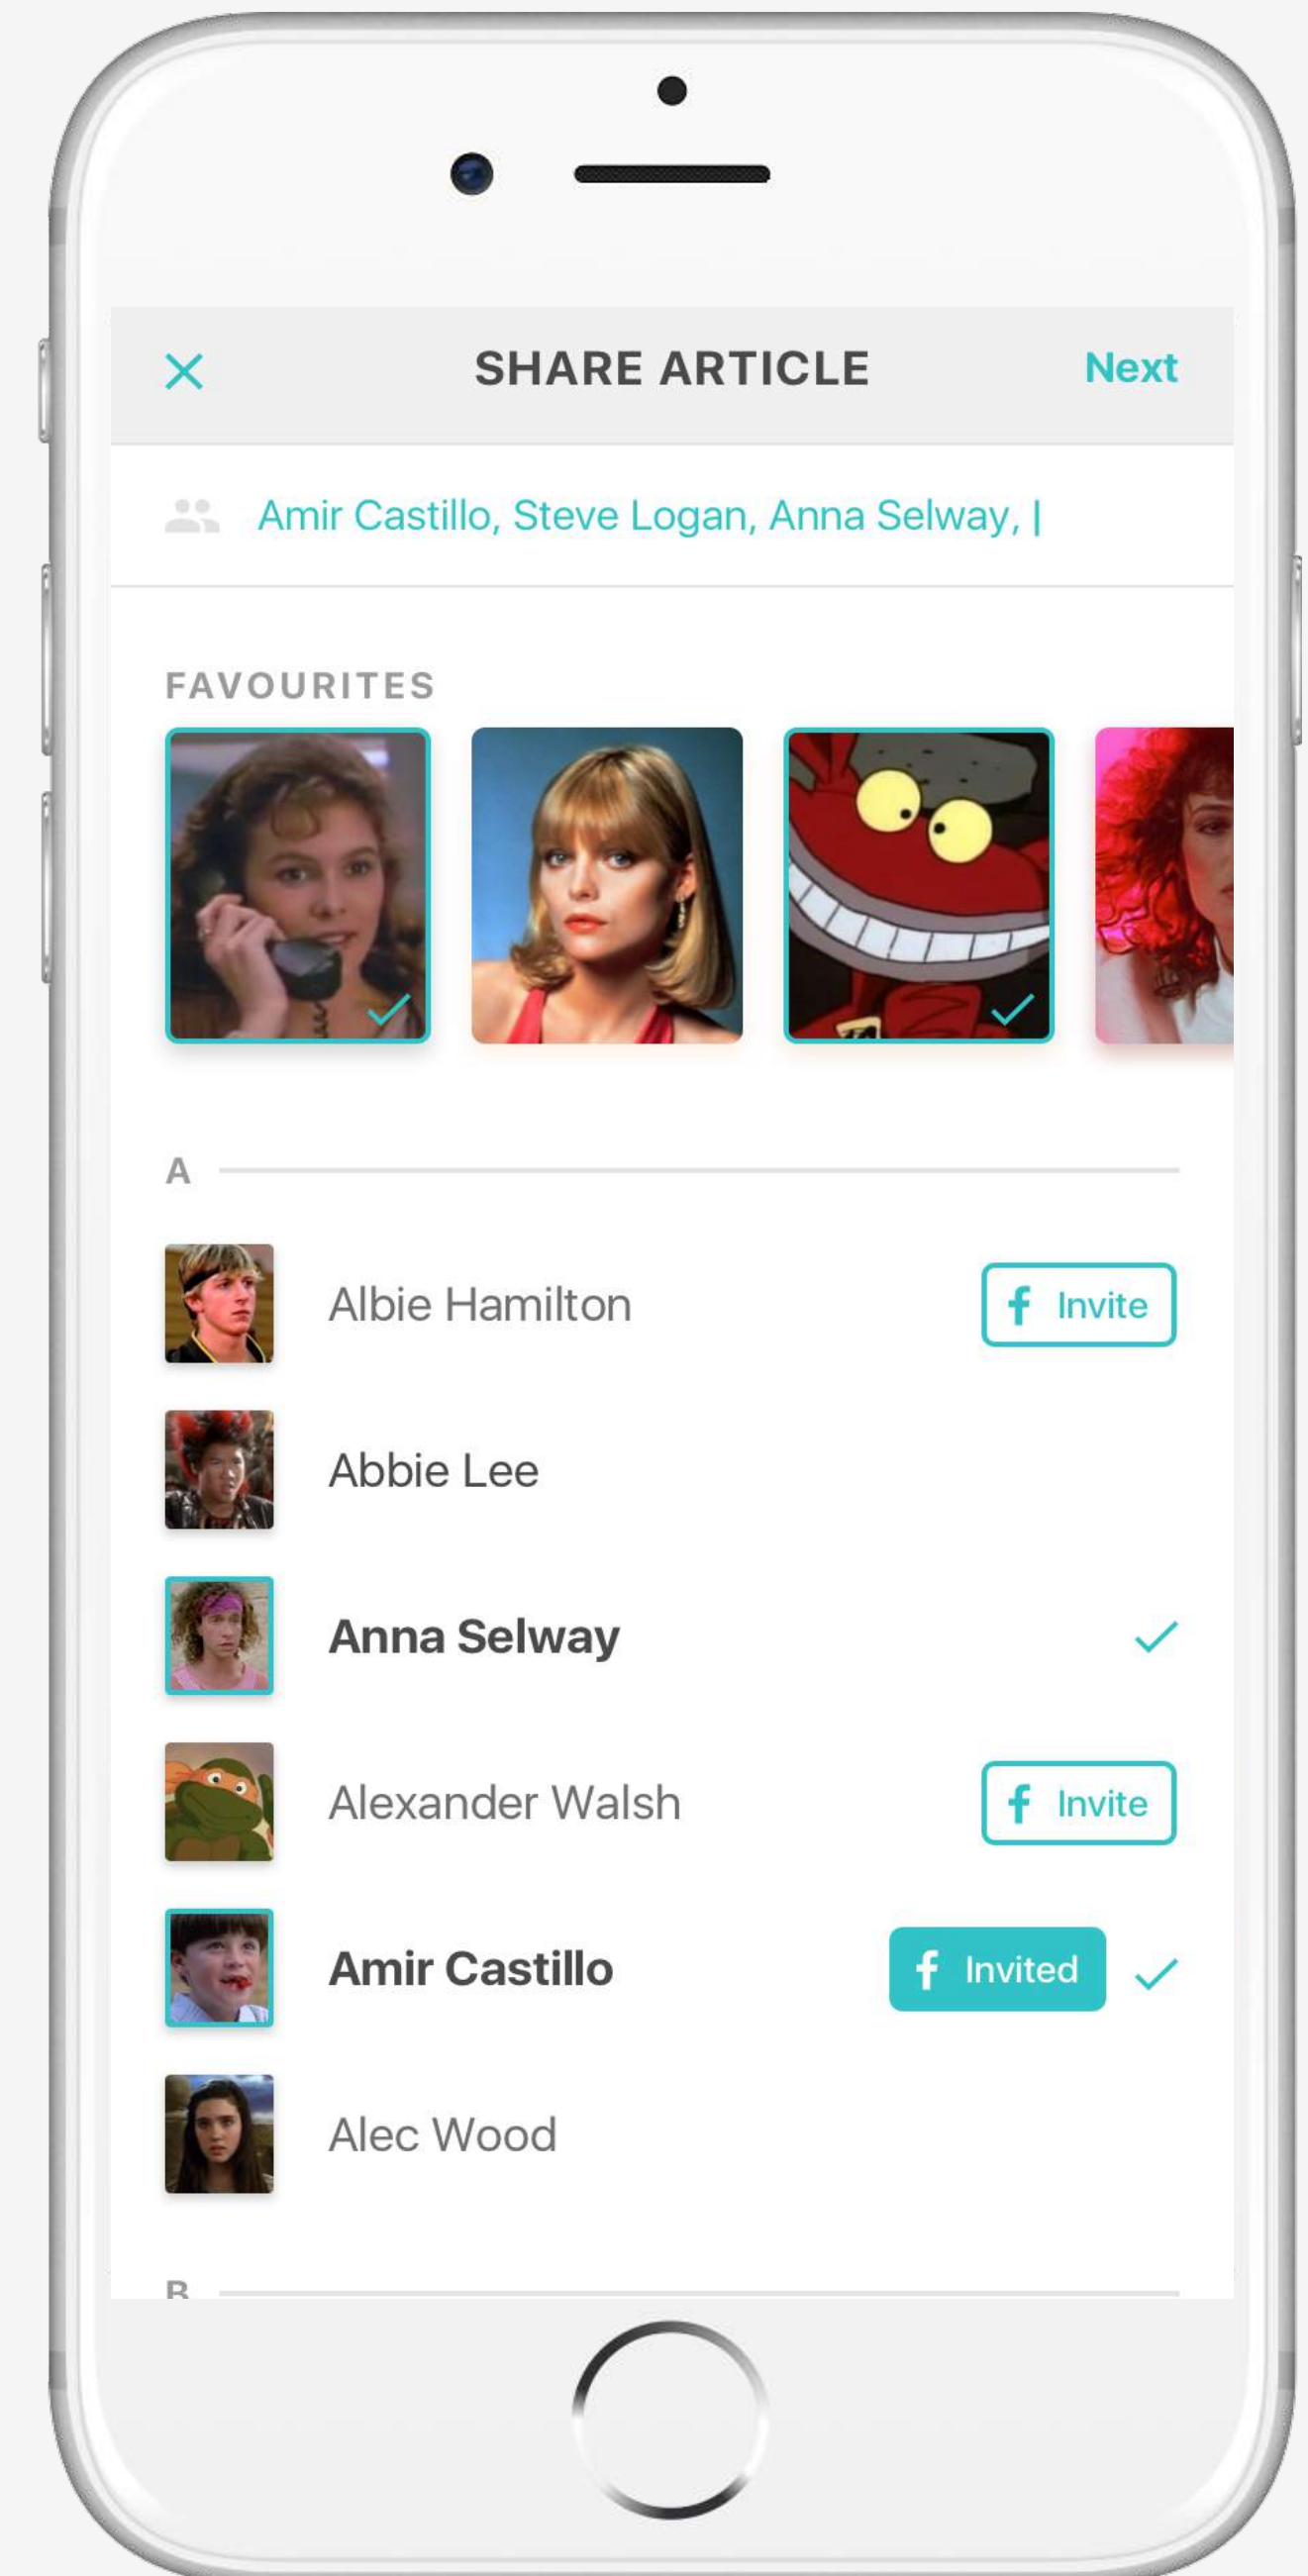 SHARE ARTICLE Next
Amir Castillo, Steve Logan, Anna Selway,
FAVOURITES
A
Albie Hamilton f Invite
Abbie Lee
Anna Selway
Alexander Walsh f Invite
Amir Castillo f Invited
Alec Wood
B